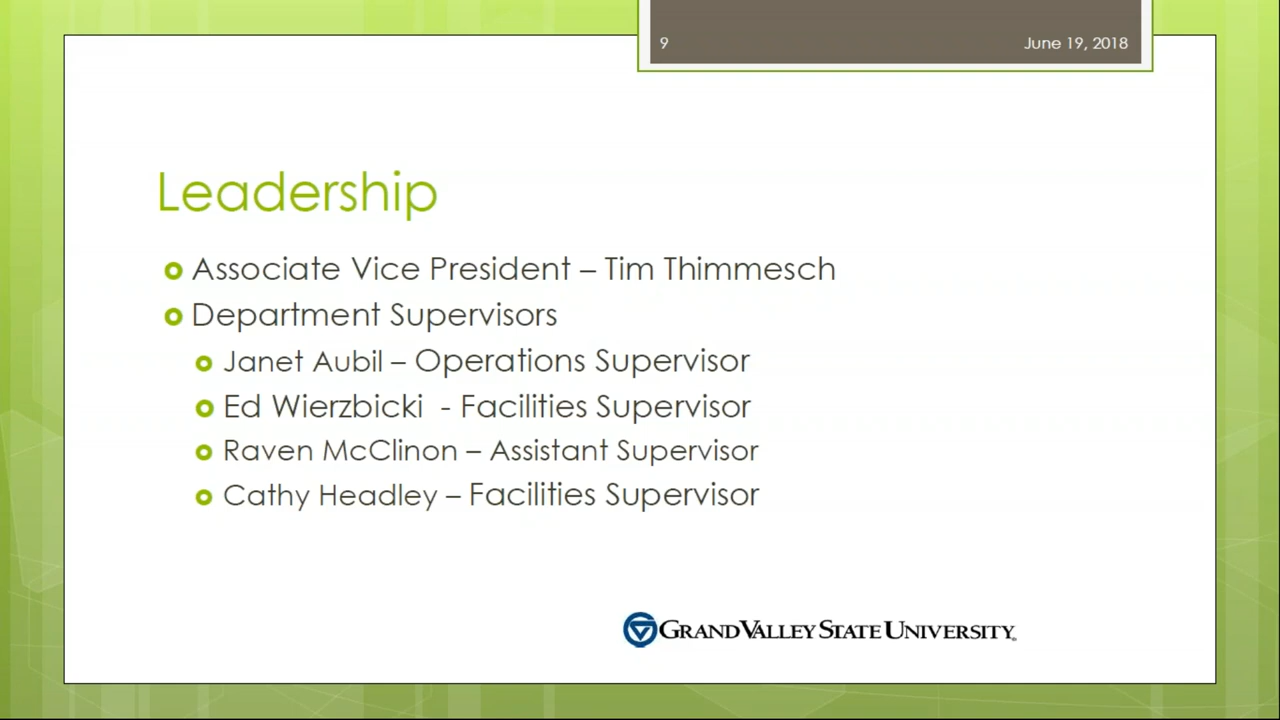 9
June 19, 2018
Leadership
Associate Vice President – Tim Thimmesch
Department Supervisors
Janet Aubil – Operations Supervisor
Ed Wierzbicki  - Facilities Supervisor
Raven McClinon – Assistant Supervisor
Cathy Headley – Facilities Supervisor
GRAND VALLEY STATE UNIVERSITY